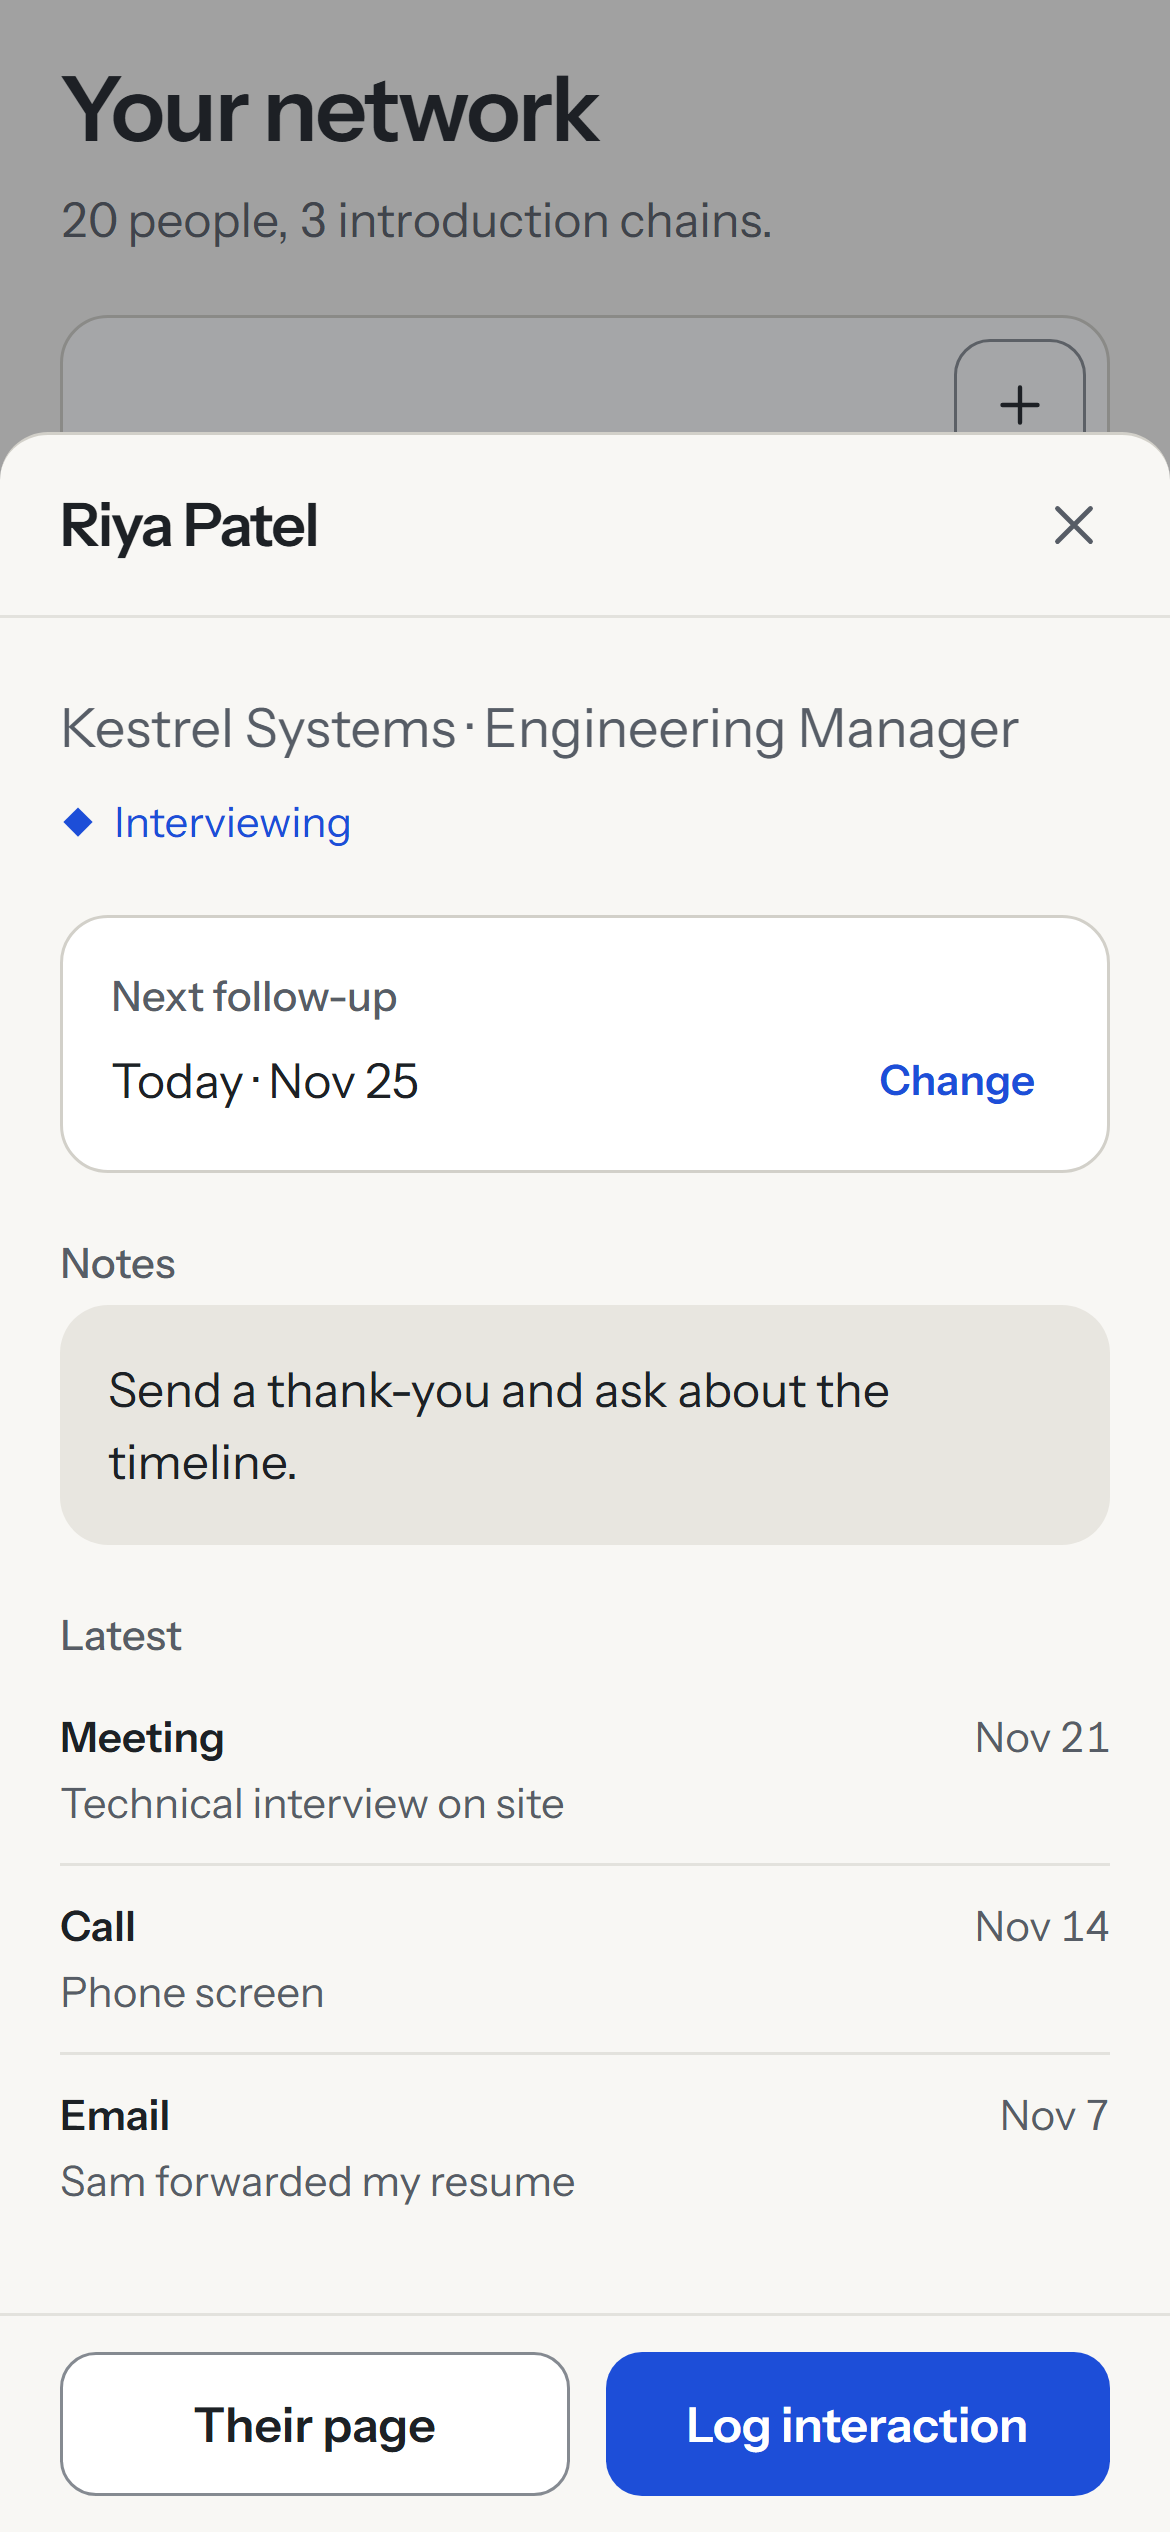 Your network
20 people, 3 introduction chains.
Riya Patel
Kestrel Systems · Engineering Manager
Interviewing
Next follow-up
Today · Nov 25
Change
Notes
Send a thank-you and ask about the
timeline.
Latest
Meeting
Nov 21
Technical interview on site
Call
Nov 14
Phone screen
Email
Nov 7
Sam forwarded my resume
Their page
Log interaction